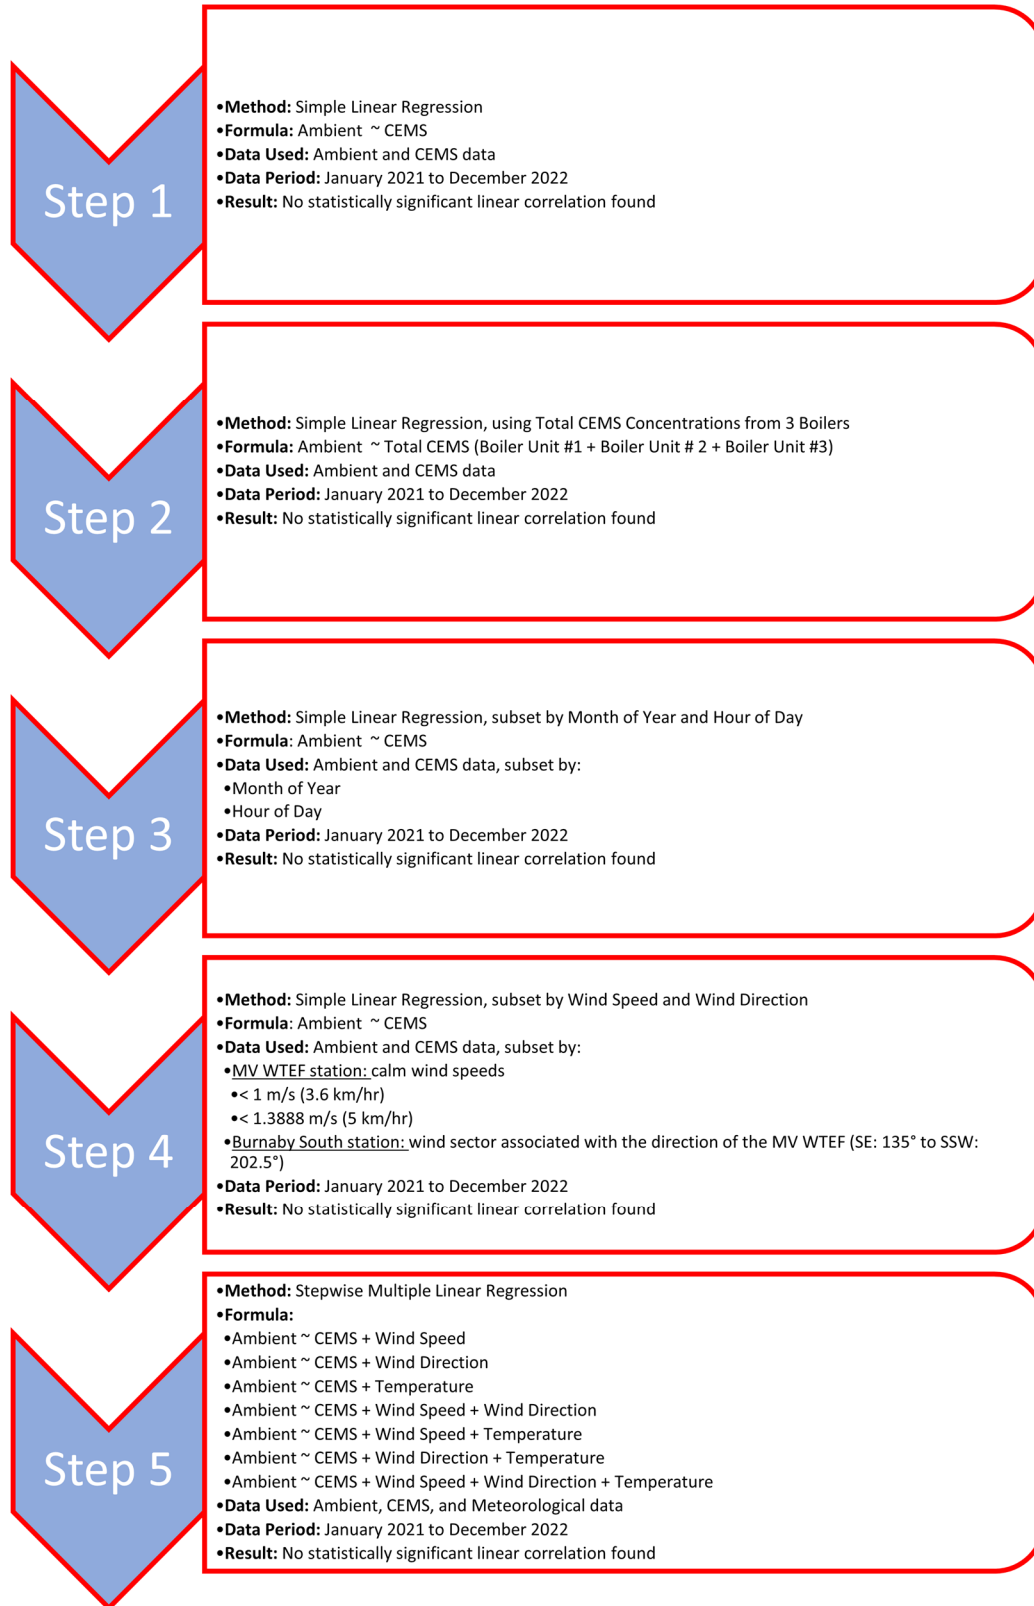 Step 1
•Method: Simple Linear Regression
•Formula: Ambient ~ CEMS
•Data Used: Ambient and CEMS data
•Data Period: January 2021 to December 2022
•Result: No statistically significant linear correlation found
Step 2
•Method: Simple Linear Regression, using Total CEMS Concentrations from 3 Boilers
•Formula: Ambient ~ Total CEMS (Boiler Unit #1 + Boiler Unit # 2 + Boiler Unit #3)
•Data Used: Ambient and CEMS data
•Data Period: January 2021 to December 2022
•Result: No statistically significant linear correlation found
Step 3
•Method: Simple Linear Regression, subset by Month of Year and Hour of Day
•Formula: Ambient ~ CEMS
•Data Used: Ambient and CEMS data, subset by:
•Month of Year
•Hour of Day
•Data Period: January 2021 to December 2022
•Result: No statistically significant linear correlation found
Step 4
•Method: Simple Linear Regression, subset by Wind Speed and Wind Direction
•Formula: Ambient ~ CEMS
•Data Used: Ambient and CEMS data, subset by:
•MV WTEF station: calm wind speeds
•< 1 m/s (3.6 km/hr)
•< 1.3888 m/s (5 km/hr)
•Burnaby South station: wind sector associated with the direction of the MV WTEF (SE: 135° to SSW:
202.5°)
•Data Period: January 2021 to December 2022
•Result: No statistically significant linear correlation found
Step 5
•Method: Stepwise Multiple Linear Regression
•Formula:
•Ambient ~ CEMS + Wind Speed
•Ambient ~ CEMS + Wind Direction
•Ambient ~ CEMS + Temperature
•Ambient ~ CEMS + Wind Speed + Wind Direction
•Ambient ~ CEMS + Wind Speed + Temperature
•Ambient ~ CEMS + Wind Direction + Temperature
•Ambient ~ CEMS + Wind Speed + Wind Direction + Temperature
•Data Used: Ambient, CEMS, and Meteorological data
•Data Period: January 2021 to December 2022
•Result: No statistically significant linear correlation found